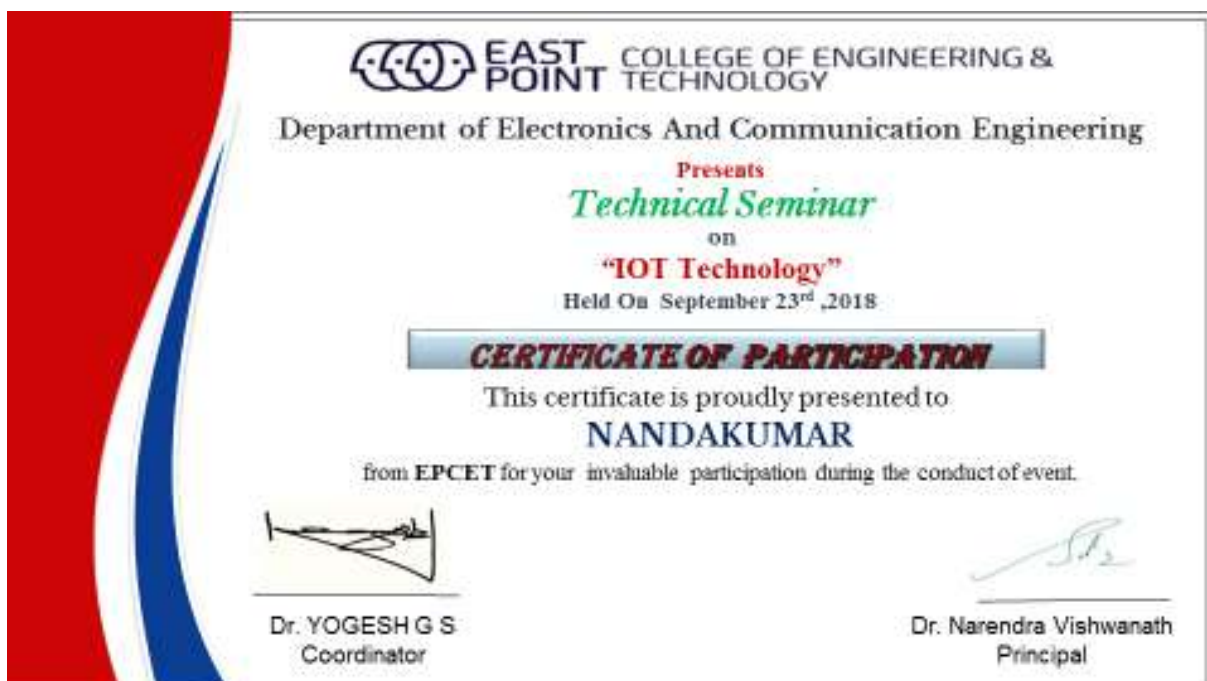 EAST POINT COLLEGE OF ENGINEERING & TECHNOLOGY
Department of Electronics And Communication Engineering
Presents
Technical Seminar
on
“IOT Technology”
Held On September 23rd ,2018
CERTIFICATE OF PARTICIPATION
This certificate is proudly presented to
NANDAKUMAR
from EPCET for your invaluable participation during the conduct of event.
Dr. YOGESH G S
Coordinator
Dr. Narendra Vishwanath
Principal